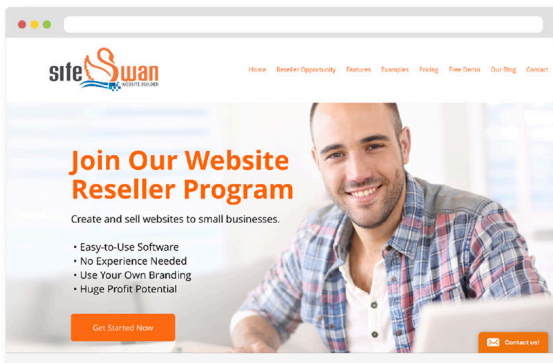 siteSwan
WEBSITE BUILDER
Home Reseller Opportunity Features Examples Pricing Free Demo Our Blog Contact
Join Our Website
Reseller Program
Create and sell websites to small businesses.
• Easy-to-Use Software
• No Experience Needed
• Use Your Own Branding
• Huge Profit Potential
Get Started Now
Contact us!